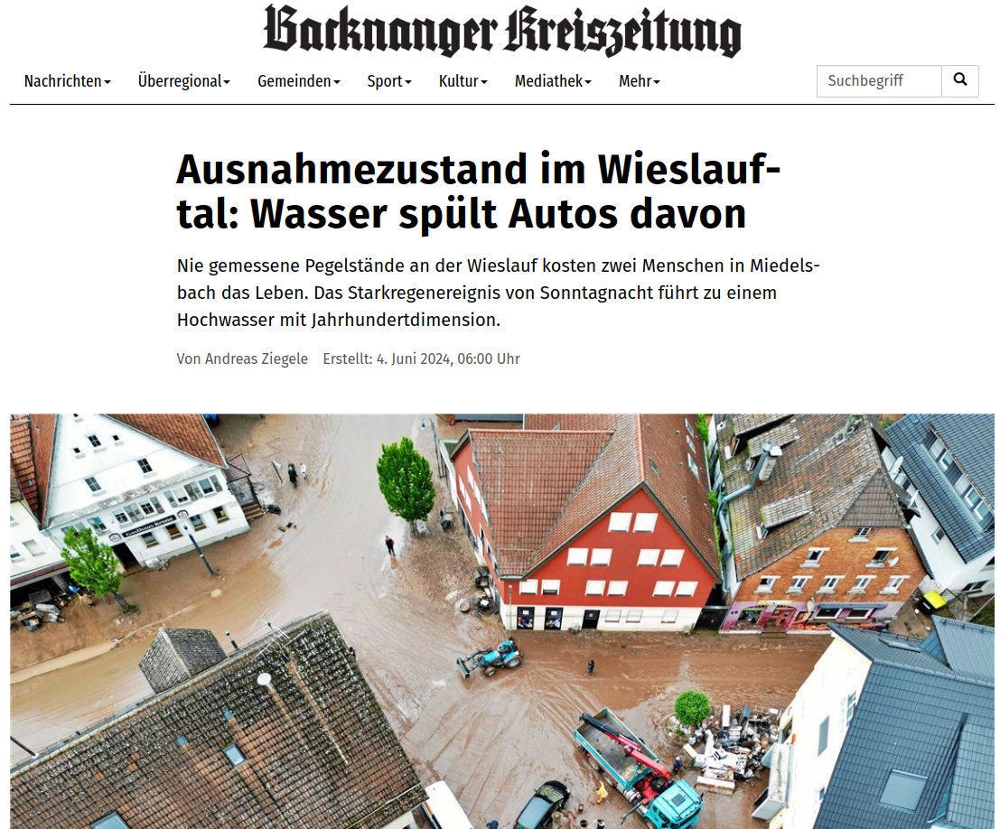 Backnanger Kreiszeitung
Nachrichten
Überregional
Gemeinden
Sport
Kultur
Mediathek
Mehr
Suchbegriff
Ausnahmezustand im Wieslauf-
tal: Wasser spült Autos davon
Nie gemessene Pegelstände an der Wieslauf kosten zwei Menschen in Miedels-
bach das Leben. Das Starkregenereignis von Sonntagnacht führt zu einem
Hochwasser mit Jahrhundertdimension.
Von Andreas Ziegele Erstellt: 4. Juni 2024, 06:00 Uhr
Gasthaus Krone